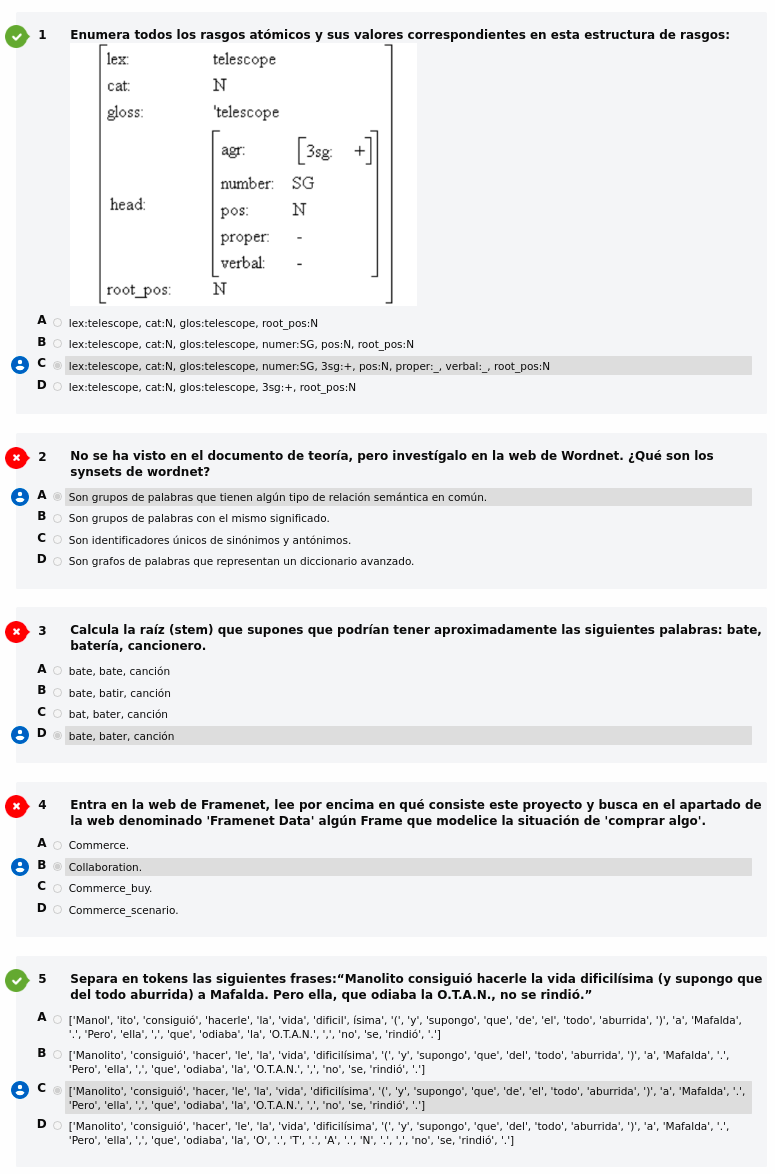 1 Enumera todos los rasgos atómicos y sus valores correspondientes en esta estructura de rasgos:
lex: telescope
cat: N
gloss: 'telescope
agr: [3sg: +]
number: SG
head:
pos: N
proper: -
verbal: -
root_pos: N
A lex:telescope, cat:N, glos:telescope, root_pos:N
B lex:telescope, cat:N, glos:telescope, numer:SG, pos:N, root_pos:N
C lex:telescope, cat:N, glos:telescope, numer:SG, 3sg:+, pos:N, proper:_, verbal:_, root_pos:N
D lex:telescope, cat:N, glos:telescope, 3sg:+, root_pos:N
2 No se ha visto en el documento de teoría, pero investígalo en la web de Wordnet. ¿Qué son los
synsets de wordnet?
A Son grupos de palabras que tienen algún tipo de relación semántica en común.
B Son grupos de palabras con el mismo significado.
C Son identificadores únicos de sinónimos y antónimos.
D Son grafos de palabras que representan un diccionario avanzado.
3 Calcula la raíz (stem) que supones que podrían tener aproximadamente las siguientes palabras: bate,
batería, cancionero.
A bate, bate, canción
B bate, batir, canción
C bat, bater, canción
D bate, bater, canción
4 Entra en la web de Framenet, lee por encima en qué consiste este proyecto y busca en el apartado de
la web denominado 'Framenet Data' algún Frame que modelice la situación de 'comprar algo'.
A Commerce.
B Collaboration.
C Commerce_buy.
D Commerce_scenario.
5 Separa en tokens las siguientes frases:“Manolito consiguió hacerle la vida dificilísima (y supongo que
del todo aburrida) a Mafalda. Pero ella, que odiaba la O.T.A.N., no se rindió.”
A ['Manol', 'ito', 'consiguió', 'hacerle', 'la', 'vida', 'dificil', ísima', '(', 'y', 'supongo', 'que', 'de', 'el', 'todo', 'aburrida', ')', 'a', 'Mafalda',
'.', 'Pero', 'ella', ',', 'que', 'odiaba', 'la', 'O.T.A.N.', ',', 'no', 'se, 'rindió', '.']
B ['Manolito', 'consiguió', 'hacer', 'le', 'la', 'vida', 'dificilísima', '(', 'y', 'supongo', 'que', 'del', 'todo', 'aburrida', ')', 'a', 'Mafalda', '.',
'Pero', 'ella', ',', 'que', 'odiaba', 'la', 'O.T.A.N.', ',', 'no', 'se, 'rindió', '.']
C ['Manolito', 'consiguió', 'hacer, 'le', 'la', 'vida', 'dificilísima', '(', 'y', 'supongo', 'que', 'de', 'el', 'todo', 'aburrida', ')', 'a', 'Mafalda', '.',
'Pero', 'ella', ',', 'que', 'odiaba', 'la', 'O.T.A.N.', ',', 'no', 'se, 'rindió', '.']
D ['Manolito', 'consiguió', 'hacer', 'le', 'la', 'vida', 'dificilísima', '(', 'y', 'supongo', 'que', 'del', 'todo', 'aburrida', ')', 'a', 'Mafalda', '.',
'Pero', 'ella', ',', 'que', 'odiaba', 'la', 'O', '.', 'T', '.', 'A', '.', 'N', '.', ',', 'no', 'se, 'rindió', '.']